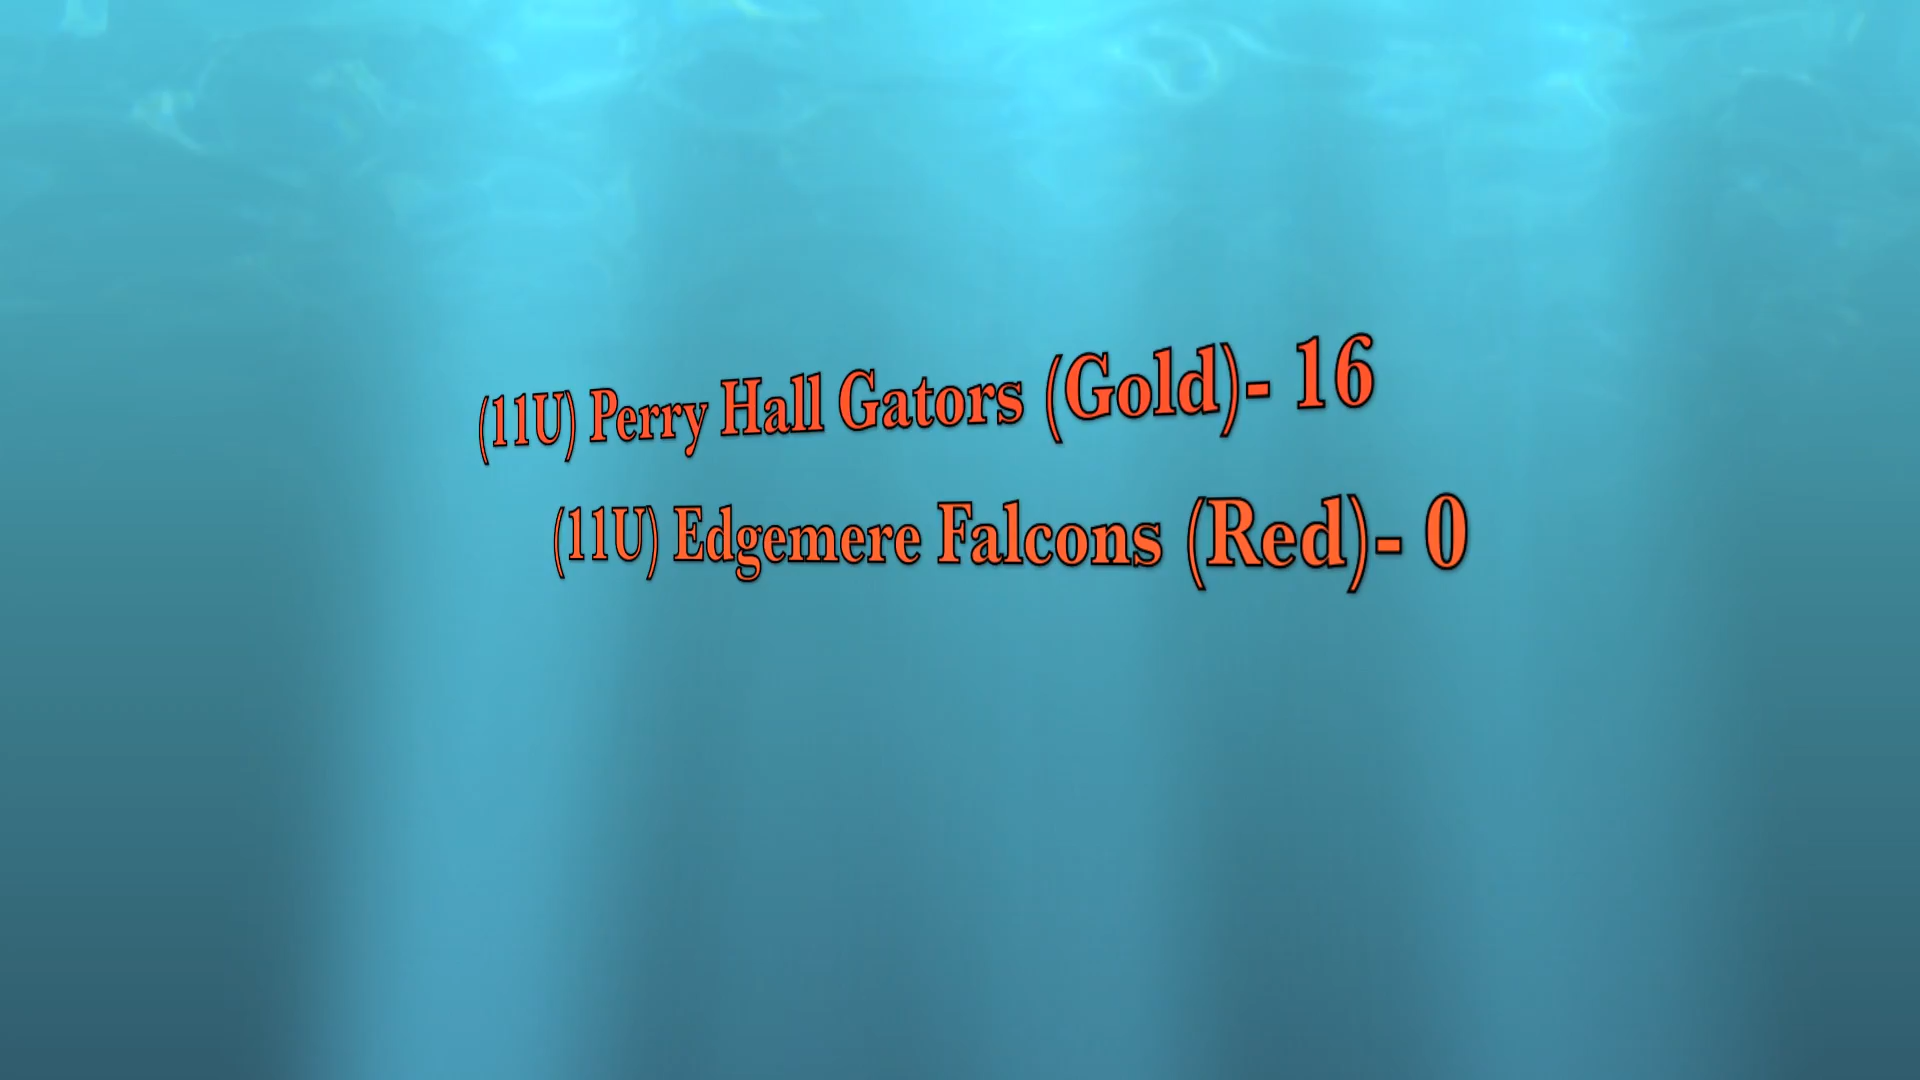 (11U) Perry Hall Gators (Gold)- 16
(11U) Edgemere Falcons (Red)- 0